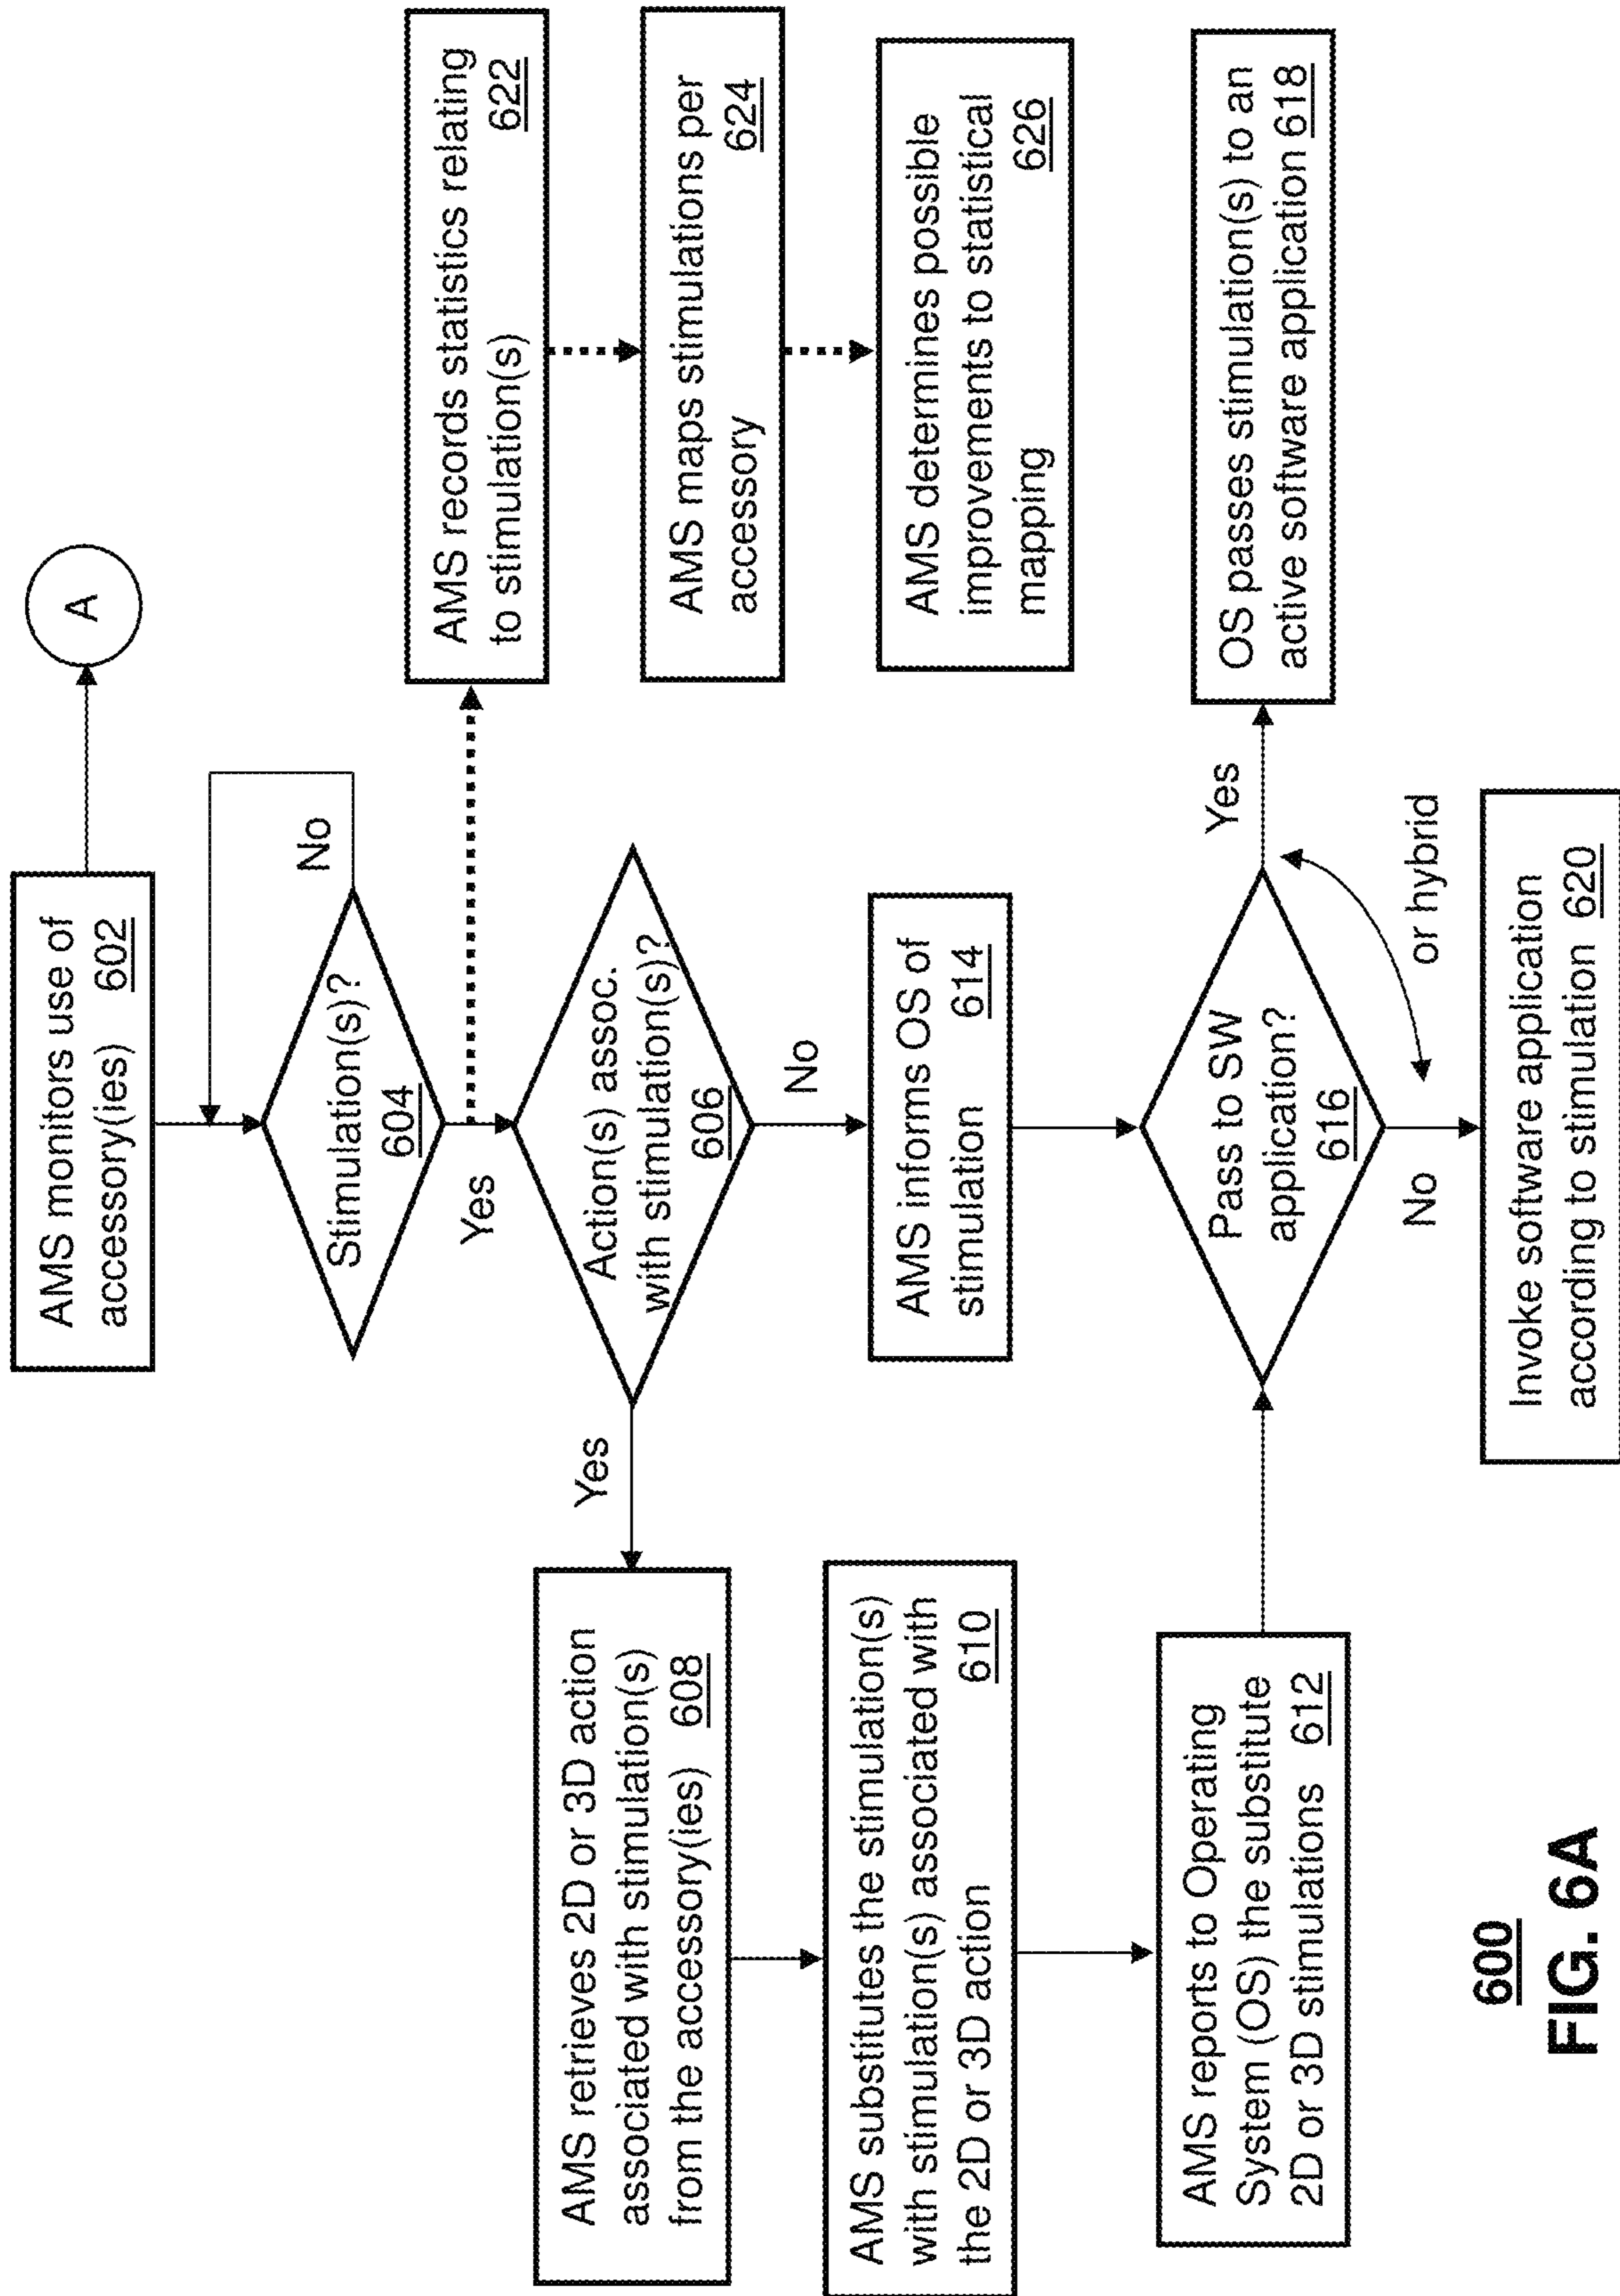 AMS monitors use of
accessory(ies) 602
A
Stimulation(s)?
604
No
Yes
AMS records statistics relating
to stimulation(s) 622
AMS maps stimulations per
accessory 624
AMS determines possible
improvements to statistical
mapping 626
Action(s) assoc.
with stimulation(s)?
606
Yes
No
AMS retrieves 2D or 3D action
associated with stimulation(s)
from the accessory(ies) 608
AMS substitutes the stimulation(s)
with stimulation(s) associated with
the 2D or 3D action 610
AMS reports to Operating
System (OS) the substitute
2D or 3D stimulations 612
AMS informs OS of
stimulation 614
Pass to SW
application?
616
Yes
No
or hybrid
OS passes stimulation(s) to an
active software application 618
Invoke software application
according to stimulation 620
600
FIG. 6A